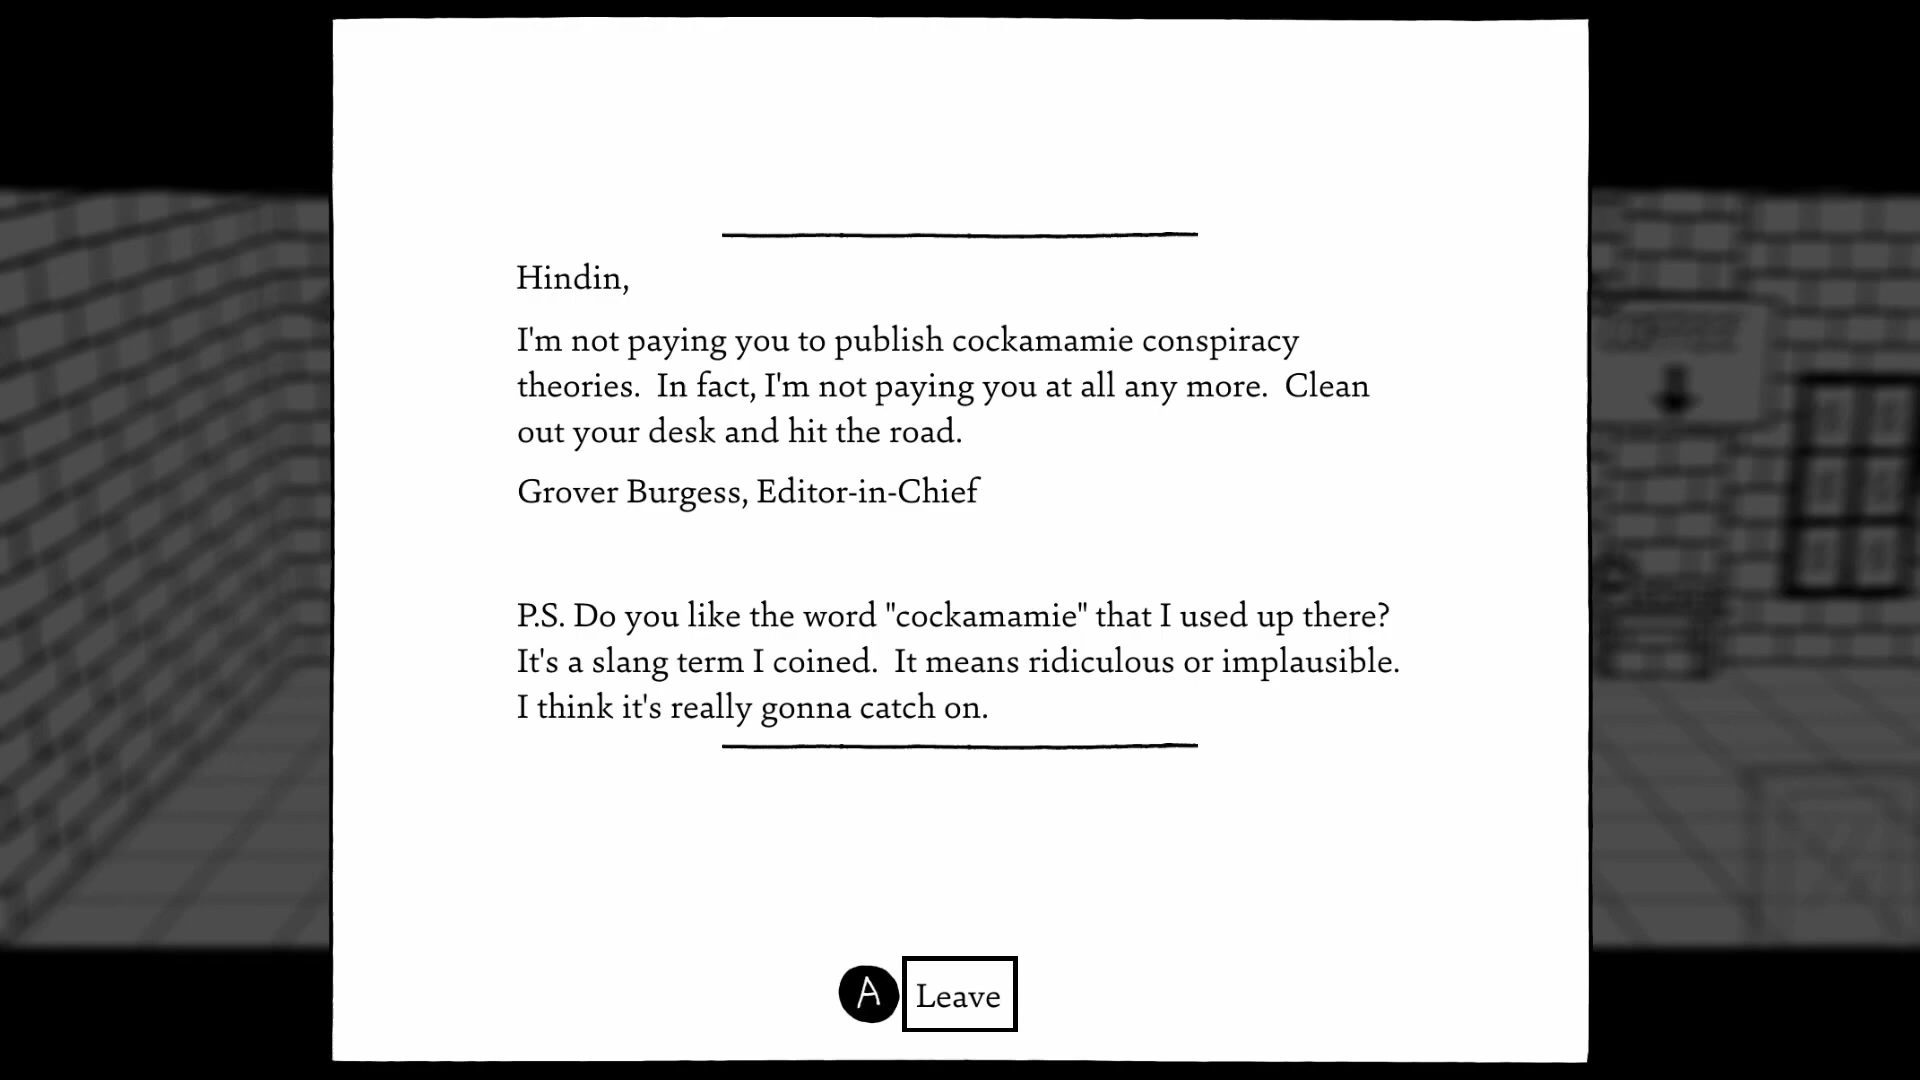 Hindin,
I'm not paying you to publish cockamamie conspiracy
theories.  In fact, I'm not paying you at all any more.  Clean
out your desk and hit the road.
Grover Burgess, Editor-in-Chief
P.S. Do you like the word "cockamamie" that I used up there?
It's a slang term I coined.  It means ridiculous or implausible.
I think it's really gonna catch on.
A Leave